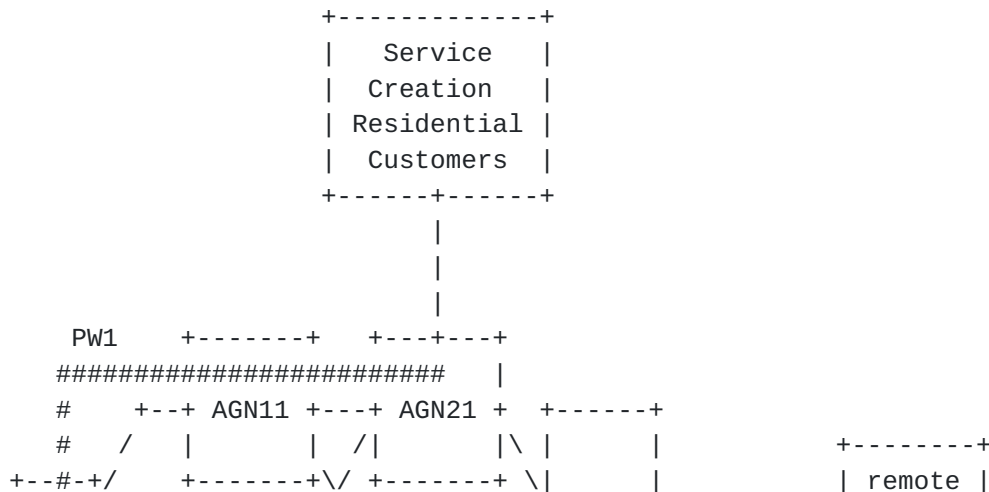 +-------------+
                    |   Service   |
                    |  Creation   |
                    | Residential |
                    |  Customers  |
                    +------+------+
                           |
                           |
                           |
    PW1    +-------+   +---+---+
   #########################   |
   #    +--+ AGN11 +---+ AGN21 +  +------+
   #   /   |       |  /|       |\ |      |           +--------+
+--#-+/    +-------+\/ +-------+ \|      |           | remote |